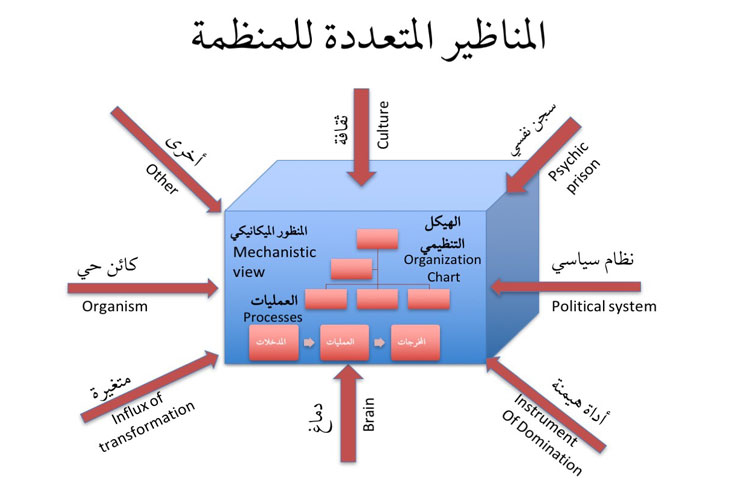 المناظير المتعددة للمنظمة
ثقافة
Culture
سجن نفسي
Psychic
prison
أخرى
Other
المنظور الميكانيكي
Mechanistic
view
الهيكل
التنظيمي
Organization
Chart
كائن حي
Organism
نظام سياسي
Political system
العمليات
Processes
المدخلات
العمليات
المخرجات
متغيرة
Influx of
transformation
دماغ
Brain
أداة هيمنة
Instrument
Of Domination